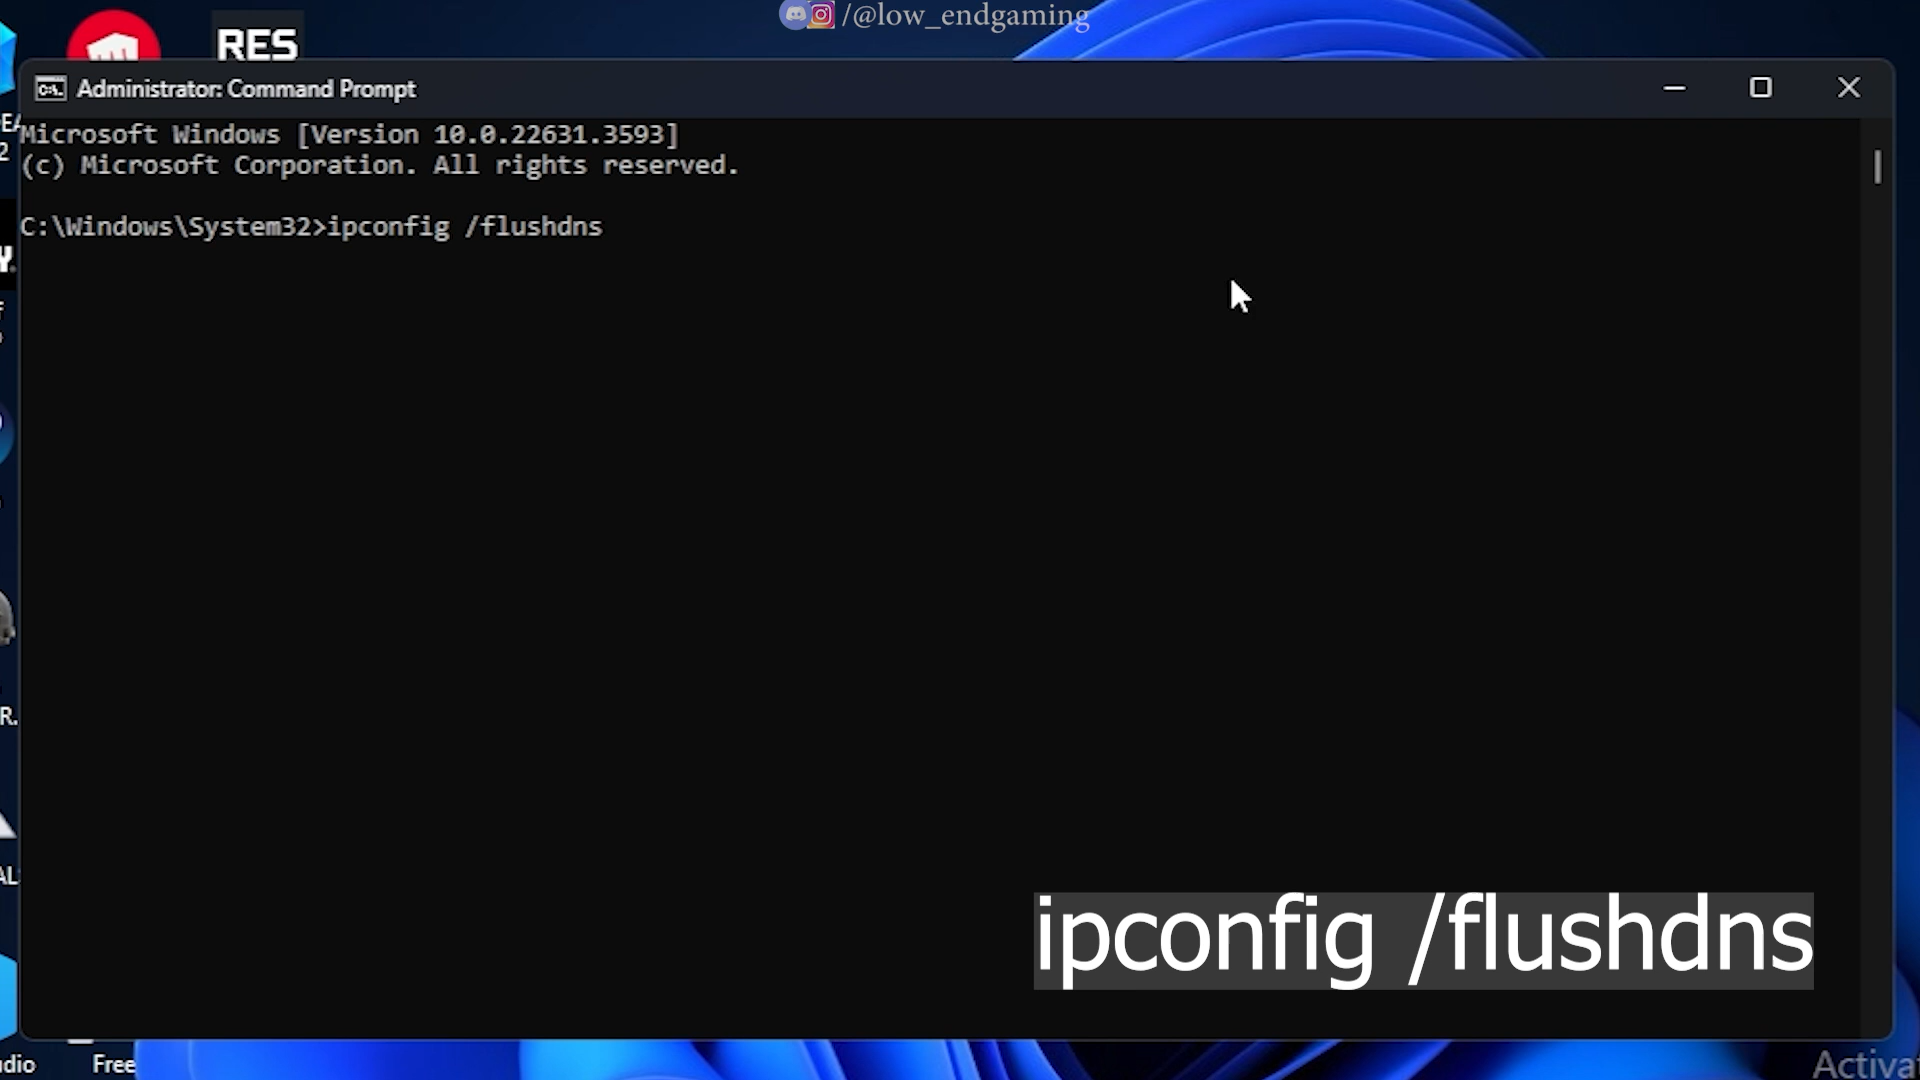 /@low_endgaming
RES
Administrator: Command Prompt
Microsoft Windows [Version 10.0.22631.3593]
(c) Microsoft Corporation. All rights reserved.
C:\Windows\System32>ipconfig /flushdns
ipconfig /flushdns
Free